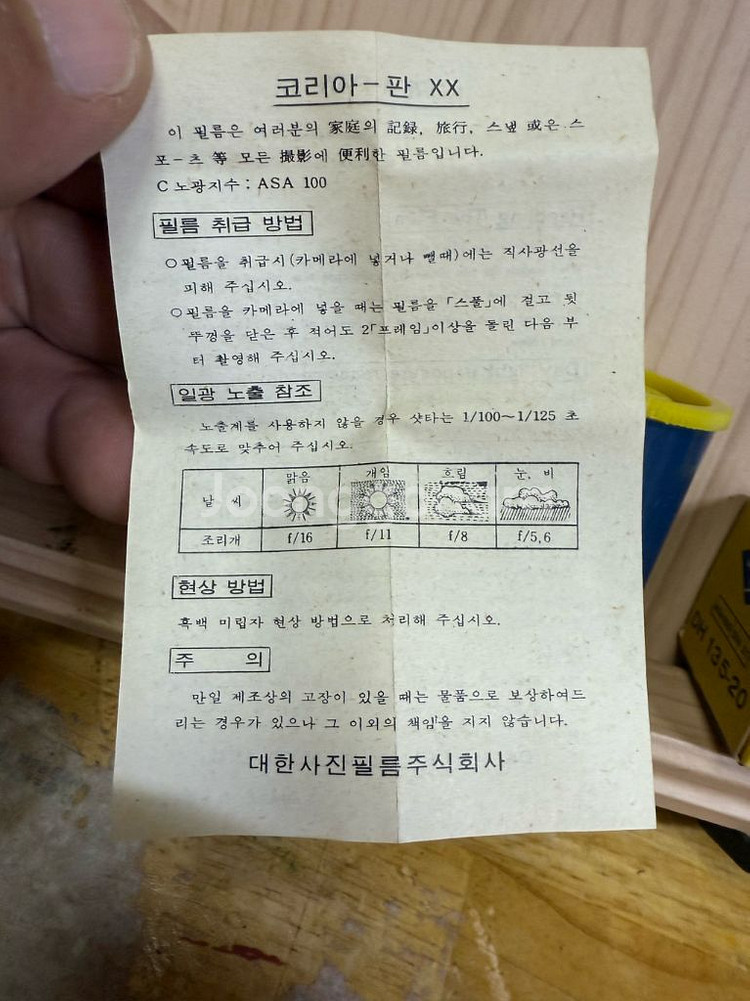 코리아-판 XX
이 필름은 여러분의 家庭의 記録, 旅行, 스냎 或은 스
포-츠 等 모든 撮影에 便利한 필름입니다.
C 노광지수 : ASA 100
필름 취급 방법
○필름을 취급시(카메라에 넣거나 뺄때)에는 직사광선을
피해 주십시오.
○필름을 카메라에 넣을 때는 필름을 「스풀」에 걸고 뒷
뚜껑을 닫은 후 적어도 2「프레임」이상을 돌린 다음 부
터 촬영해 주십시오.
일광 노출 참조
노출계를 사용하지 않을 경우 샷타는 1/100~1/125 초
속도로 맞추어 주십시오.
날 씨 맑음 개임 흐림 눈, 비
조리개 f/16 f/11 f/8 f/5,6
현상 방법
흑백 미립자 현상 방법으로 처리해 주십시오.
주 의
만일 제조상의 고장이 있을 때는 물품으로 보상하여드
리는 경우가 있으나 그 이외의 책임을 지지 않습니다.
대한사진필름주식회사
DH 135-20